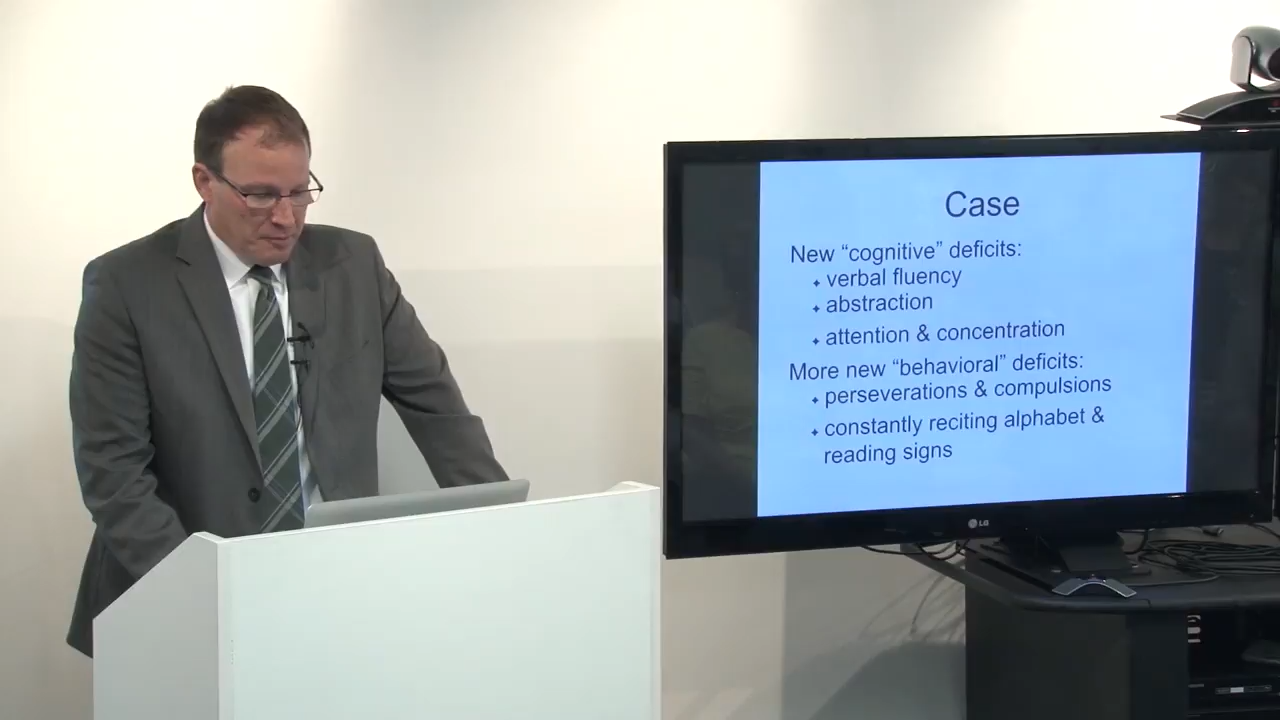 Case
New “cognitive” deficits:
✦ verbal fluency
✦ abstraction
✦ attention & concentration
More new “behavioral” deficits:
✦ perseverations & compulsions
✦ constantly reciting alphabet &
reading signs
LG